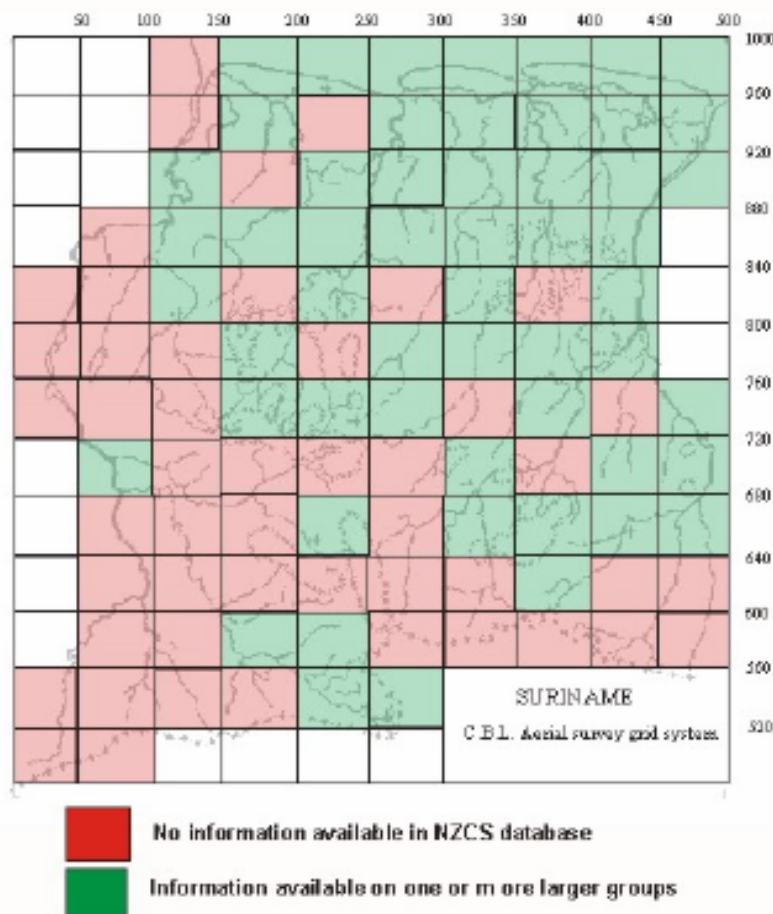 50 100 150 200 250 300 350 400 450 500
1000
960
920
880
840
800
760
720
680
640
600
560
520
SURINAME
C.B.L. Aerial survey grid system
No information available in NZCS database
Information available on one or m ore larger groups